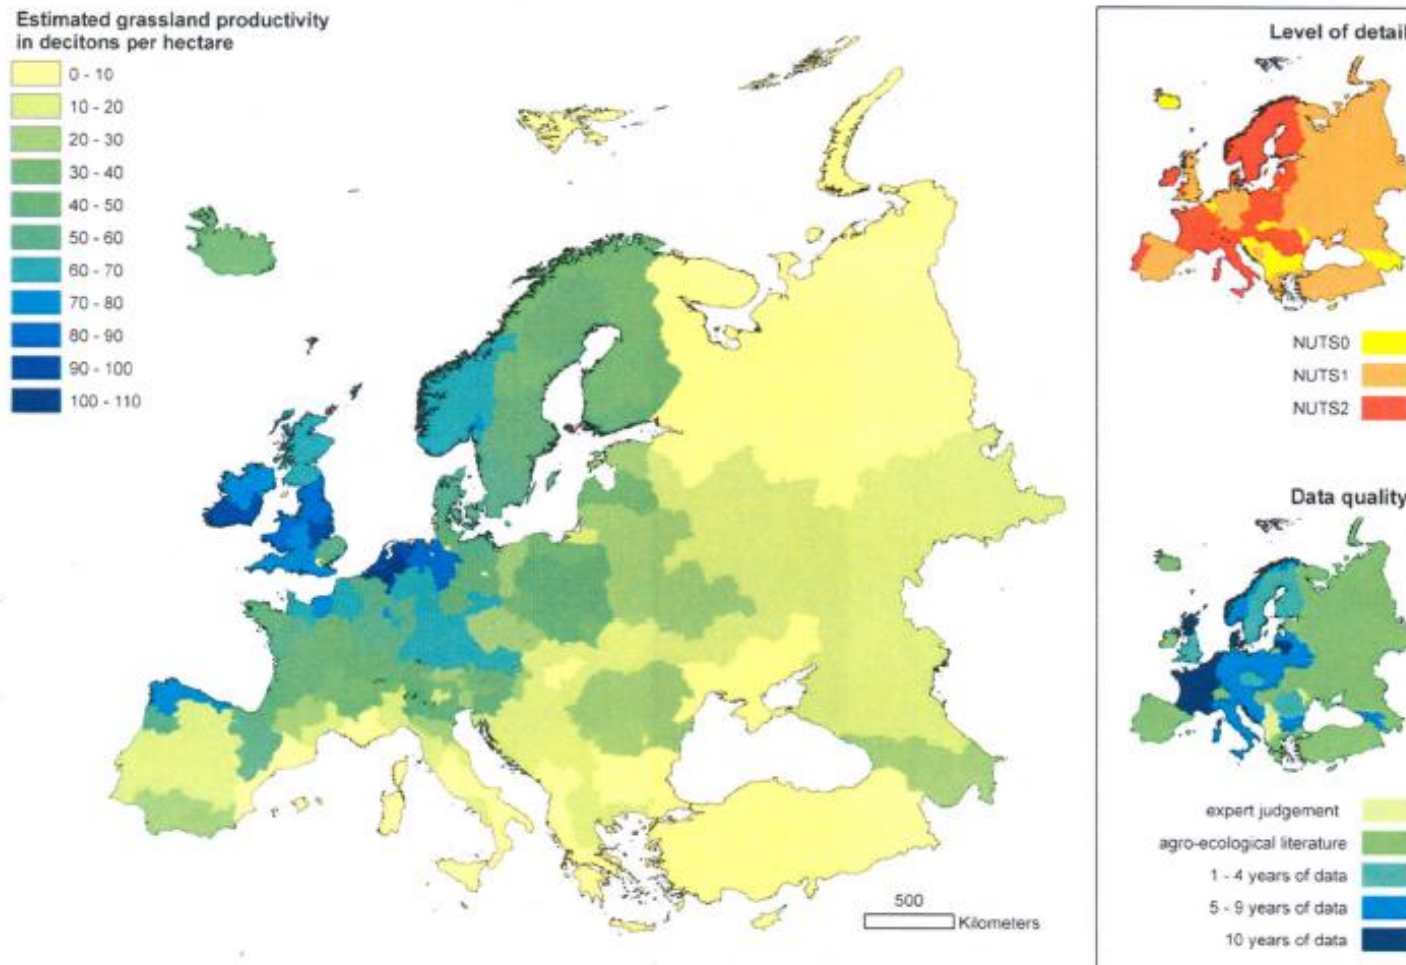 Estimated grassland productivity
in decitons per hectare
0 - 10
10 - 20
20 - 30
30 - 40
40 - 50
50 - 60
60 - 70
70 - 80
80 - 90
90 - 100
100 - 110
500
Kilometers
Level of detail
NUTS0
NUTS1
NUTS2
Data quality
expert judgement
agro-ecological literature
1 - 4 years of data
5 - 9 years of data
10 years of data